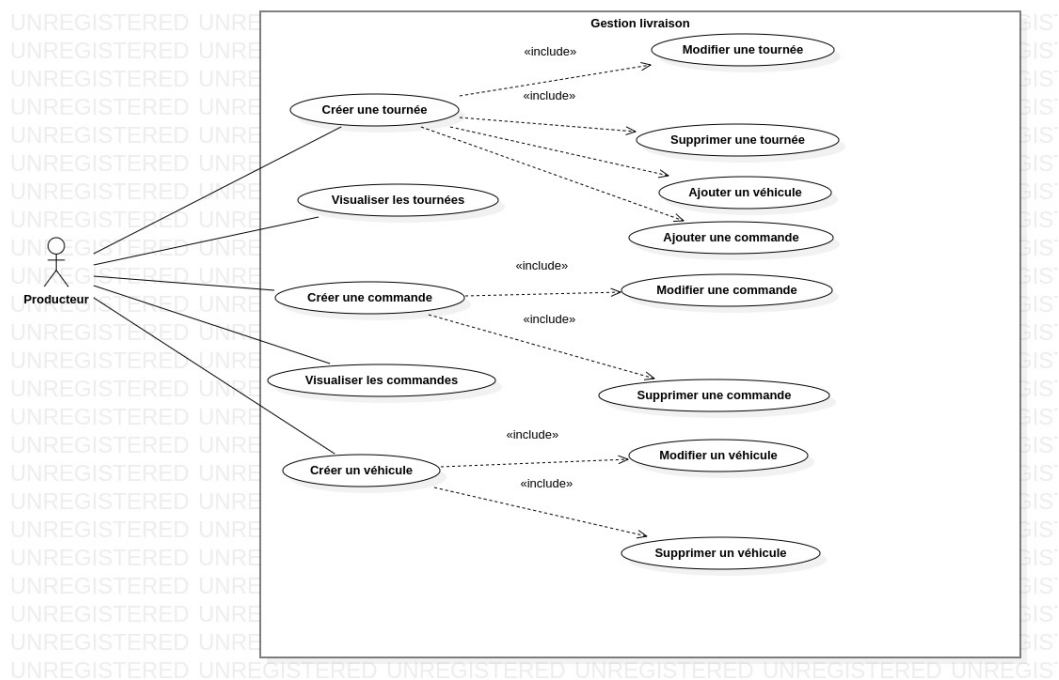 Gestion livraison
Modifier une tournée
«include»
«include»
Créer une tournée
Supprimer une tournée
Ajouter un véhicule
Visualiser les tournées
Ajouter une commande
«include»
Producteur
Créer une commande
Modifier une commande
«include»
Visualiser les commandes
Supprimer une commande
«include»
Modifier un véhicule
Créer un véhicule
«include»
Supprimer un véhicule
UNREGISTERED UNREGISTERED UNREGISTERED UNREGISTERED UNREGISTERED UNREGIS